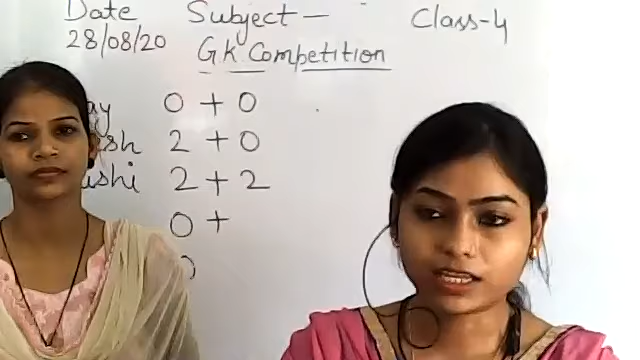 Date Subject – Class-4
28/08/20 GK Competition
0 + 0
2 + 0
2 + 2
0 +